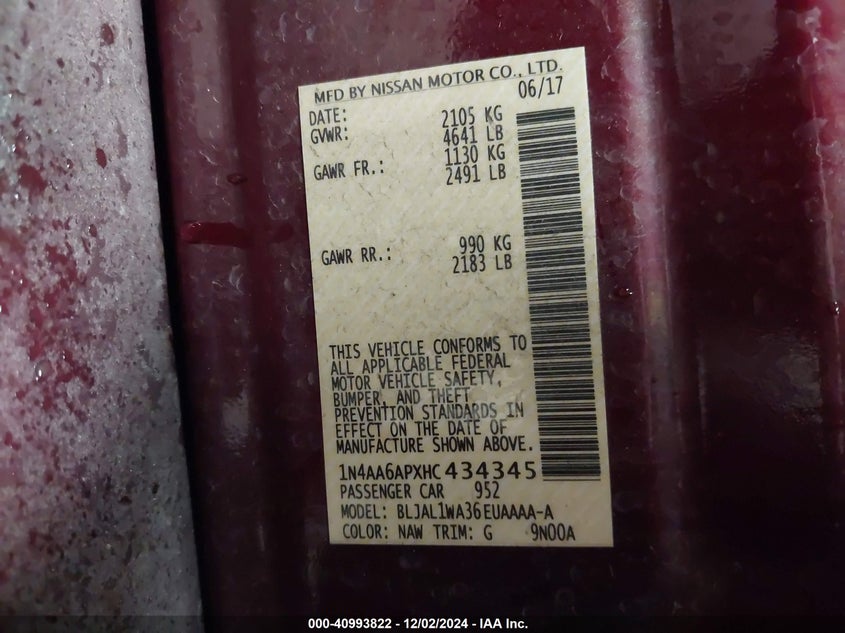 MFD BY NISSAN MOTOR CO., LTD.
DATE: 06/17
GVWR: 2105 KG
4641 LB
GAWR FR.: 1130 KG
2491 LB
GAWR RR.: 990 KG
2183 LB
THIS VEHICLE CONFORMS TO
ALL APPLICABLE FEDERAL
MOTOR VEHICLE SAFETY,
BUMPER, AND THEFT
PREVENTION STANDARDS IN
EFFECT ON THE DATE OF
MANUFACTURE SHOWN ABOVE.
1N4AA6APXHC434345
PASSENGER CAR 952
MODEL: BLJAL1WA36EUAAAA-A
COLOR: NAW TRIM: G 9N00A
000-40993822 - 12/02/2024 - IAA Inc.